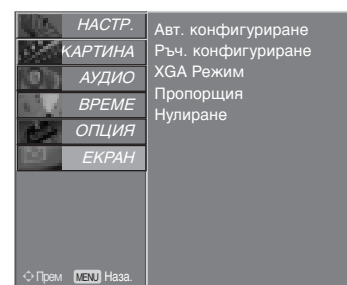 НАСТР.
КАРТИНА
АУДИО
ВРЕМЕ
ОПЦИЯ
ЕКРАН
Авт. конфигуриране
Ръч. конфигуриране
XGA Режим
Пропорция
Нулиране
Прем MENU Наза.